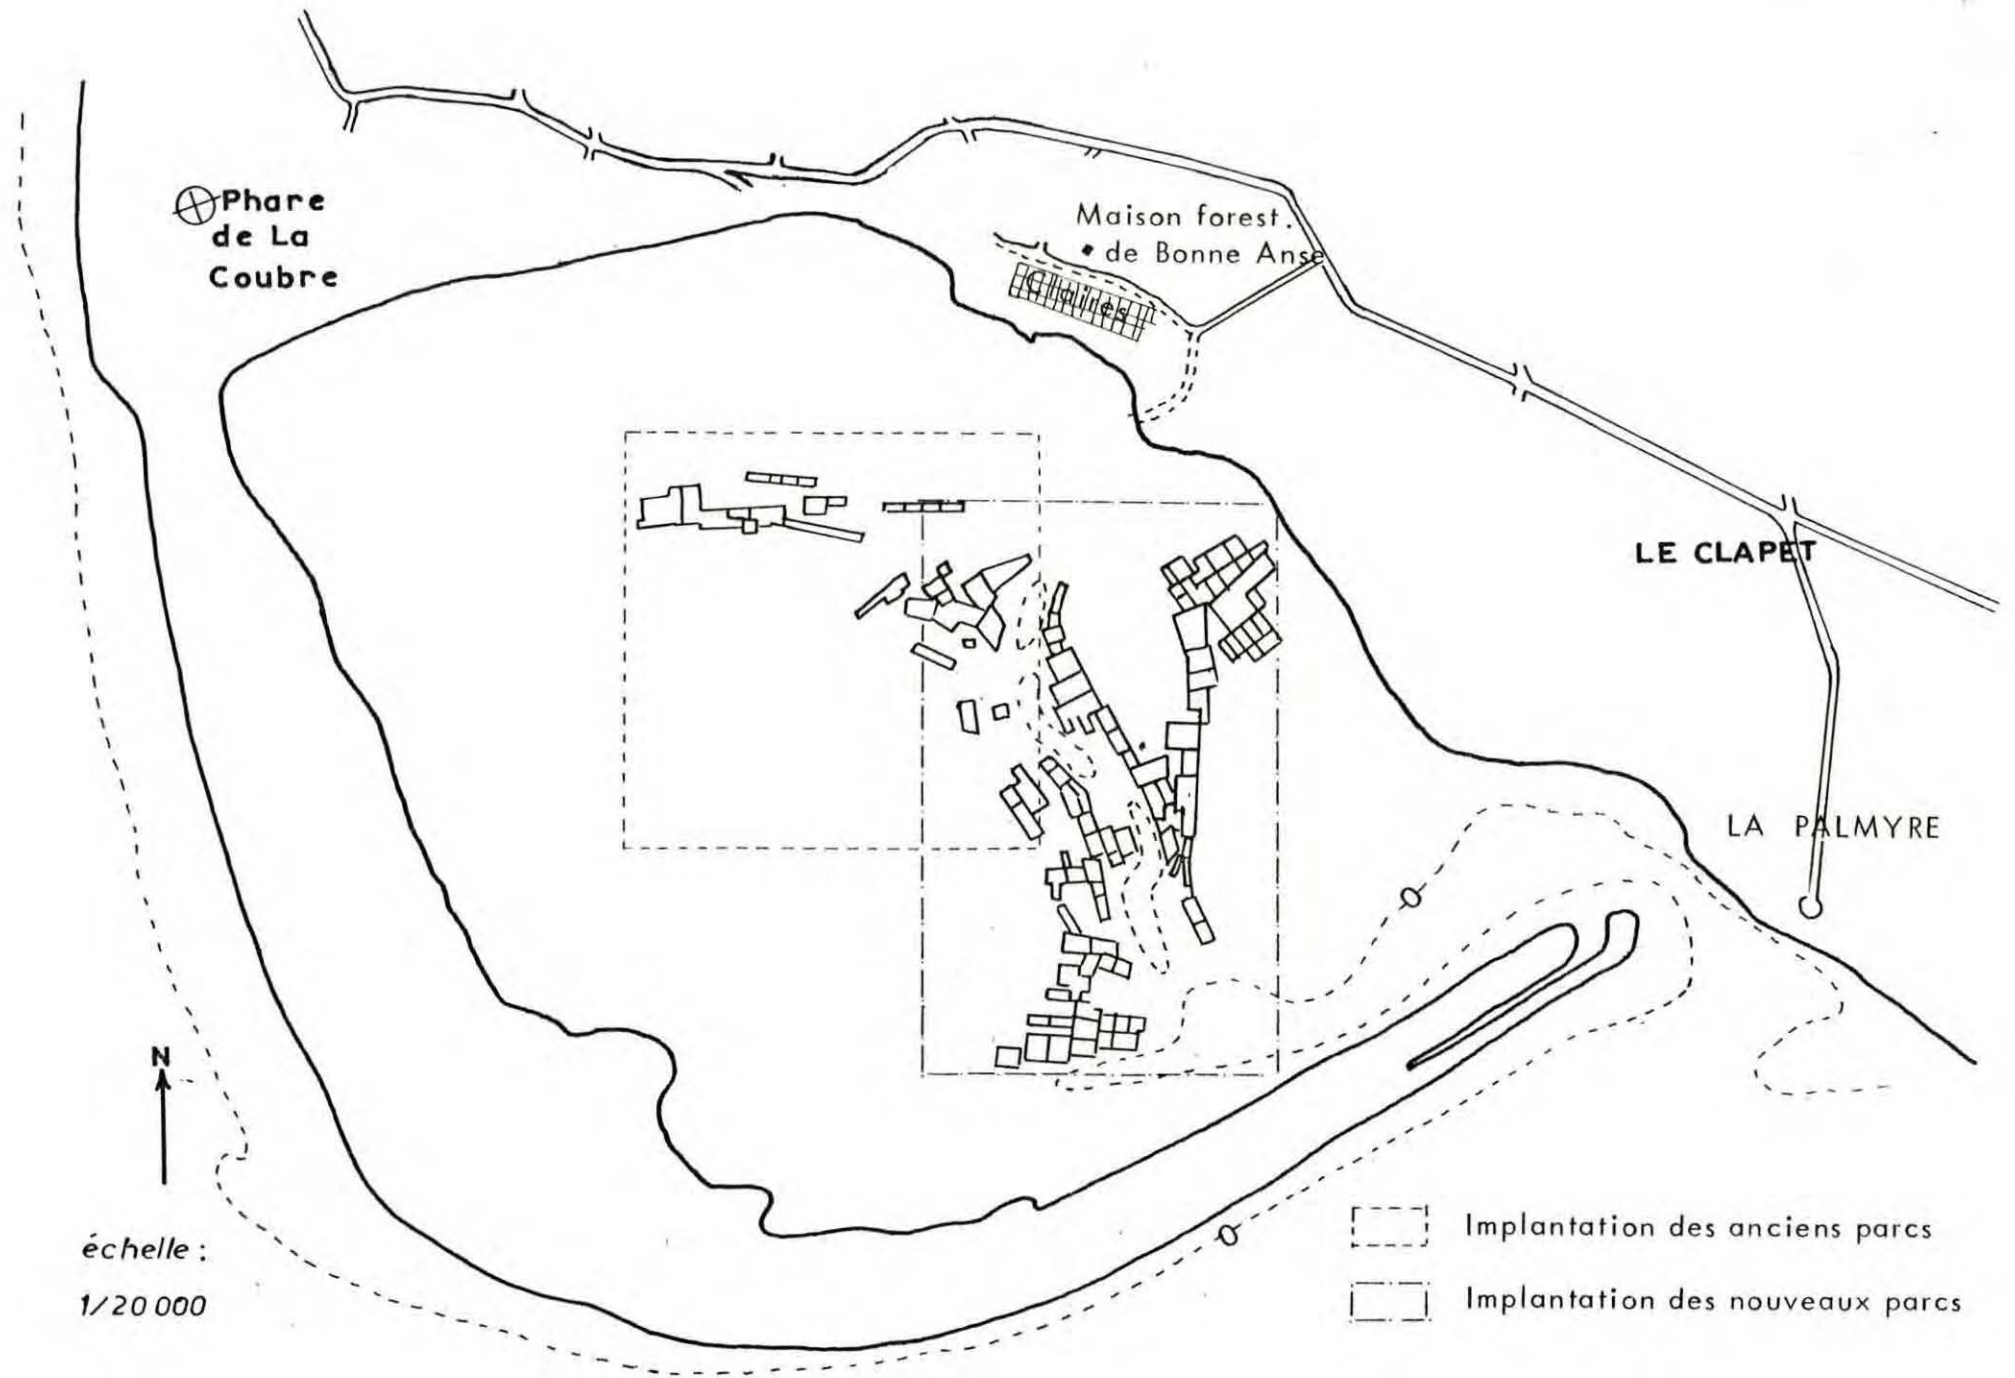 Phare
de La
Coubre
Maison forest.
de Bonne Anse
Claires
LE CLAPET
LA PALMYRE
O
O
N
échelle :
1/20 000
Implantation des anciens parcs
Implantation des nouveaux parcs